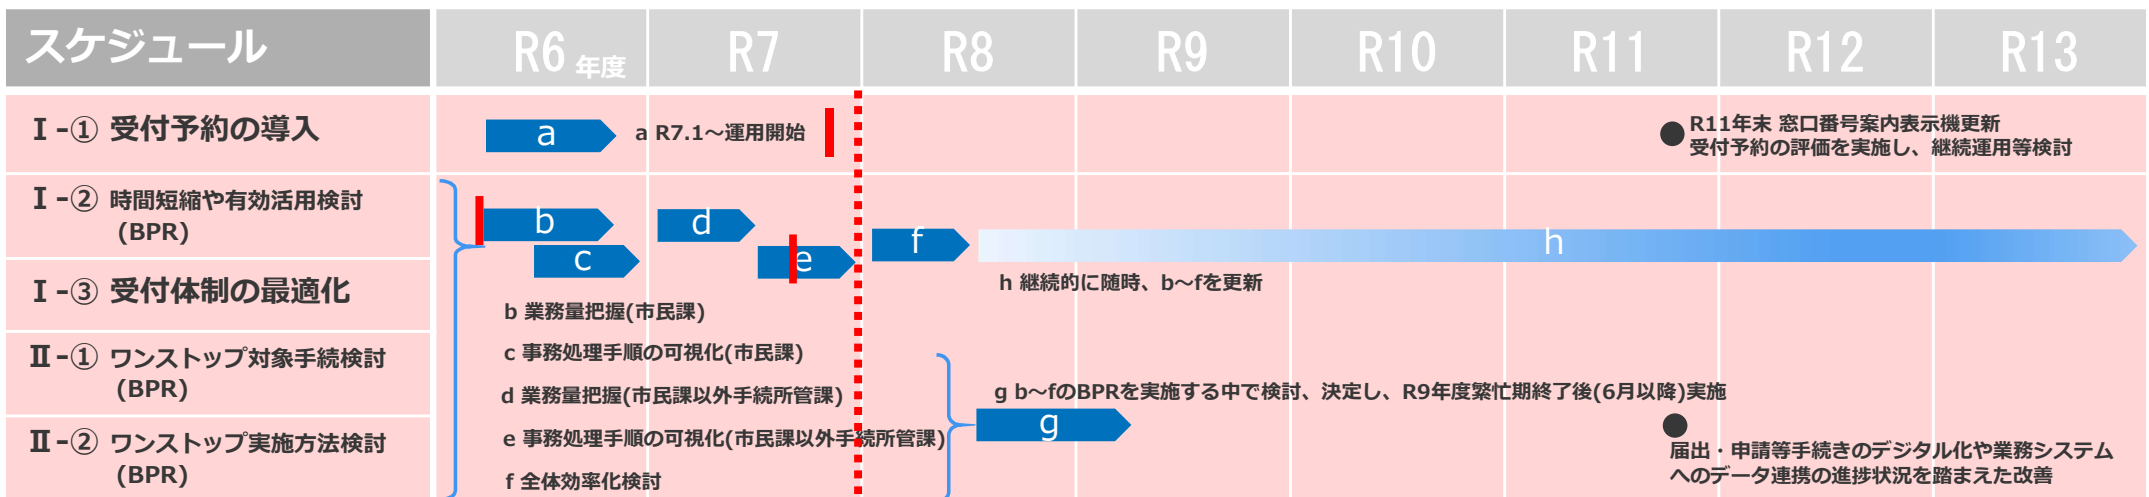 スケジュール
R6 年度
R7
R8
R9
R10
R11
R12
R13
Ⅰ-① 受付予約の導入
a
a R7.1～運用開始
R11年末 窓口番号案内表示機更新
受付予約の評価を実施し、継続運用等検討
Ⅰ-② 時間短縮や有効活用検討
(BPR)
b
c
d
e
f
h
h 継続的に随時、b～fを更新
Ⅰ-③ 受付体制の最適化
b 業務量把握(市民課)
c 事務処理手順の可視化(市民課)
d 業務量把握(市民課以外手続所管課)
e 事務処理手順の可視化(市民課以外手続所管課)
f 全体効率化検討
Ⅱ-① ワンストップ対象手続検討
(BPR)
g b～fのBPRを実施する中で検討、決定し、R9年度繁忙期終了後(6月以降)実施
g
Ⅱ-② ワンストップ実施方法検討
(BPR)
届出・申請等手続きのデジタル化や業務システム
へのデータ連携の進捗状況を踏まえた改善